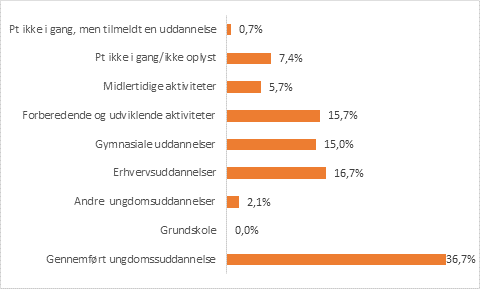 Pt ikke i gang, men tilmeldt en uddannelse 0,7%
Pt ikke i gang/ikke oplyst 7,4%
Midlertidige aktiviteter 5,7%
Forberedende og udviklende aktiviteter 15,7%
Gymnasiale uddannelser 15,0%
Erhvervsuddannelser 16,7%
Andre ungdomsuddannelser 2,1%
Grundskole 0,0%
Gennemført ungdomssuddannelse 36,7%